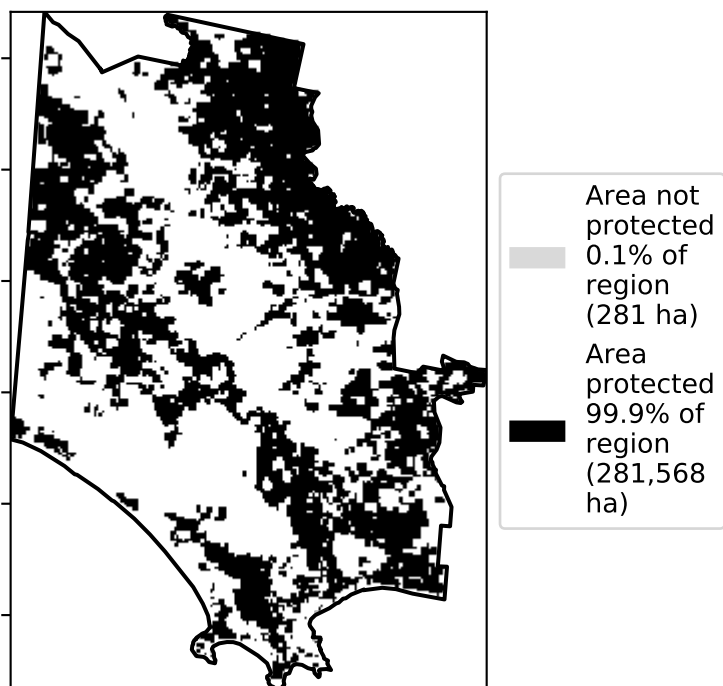 Area not
protected
0.1% of
region
(281 ha)
Area
protected
99.9% of
region
(281,568
ha)